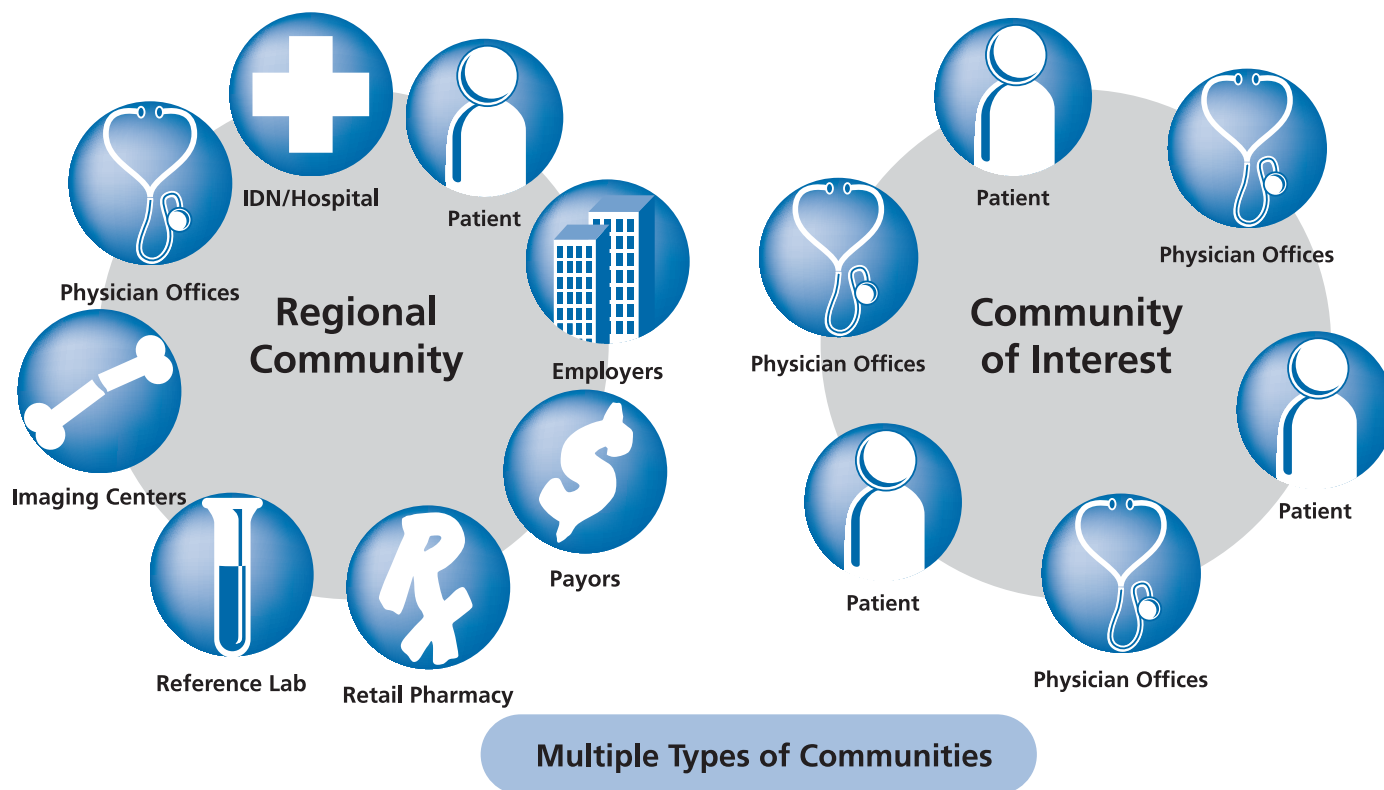 IDN/Hospital
Patient
Physician Offices
Employers
Regional
Community
Imaging Centers
Payors
Reference Lab
Rx
Retail Pharmacy
$
Patient
Physician Offices
Physician Offices
Community
of Interest
Patient
Patient
Physician Offices
Multiple Types of Communities